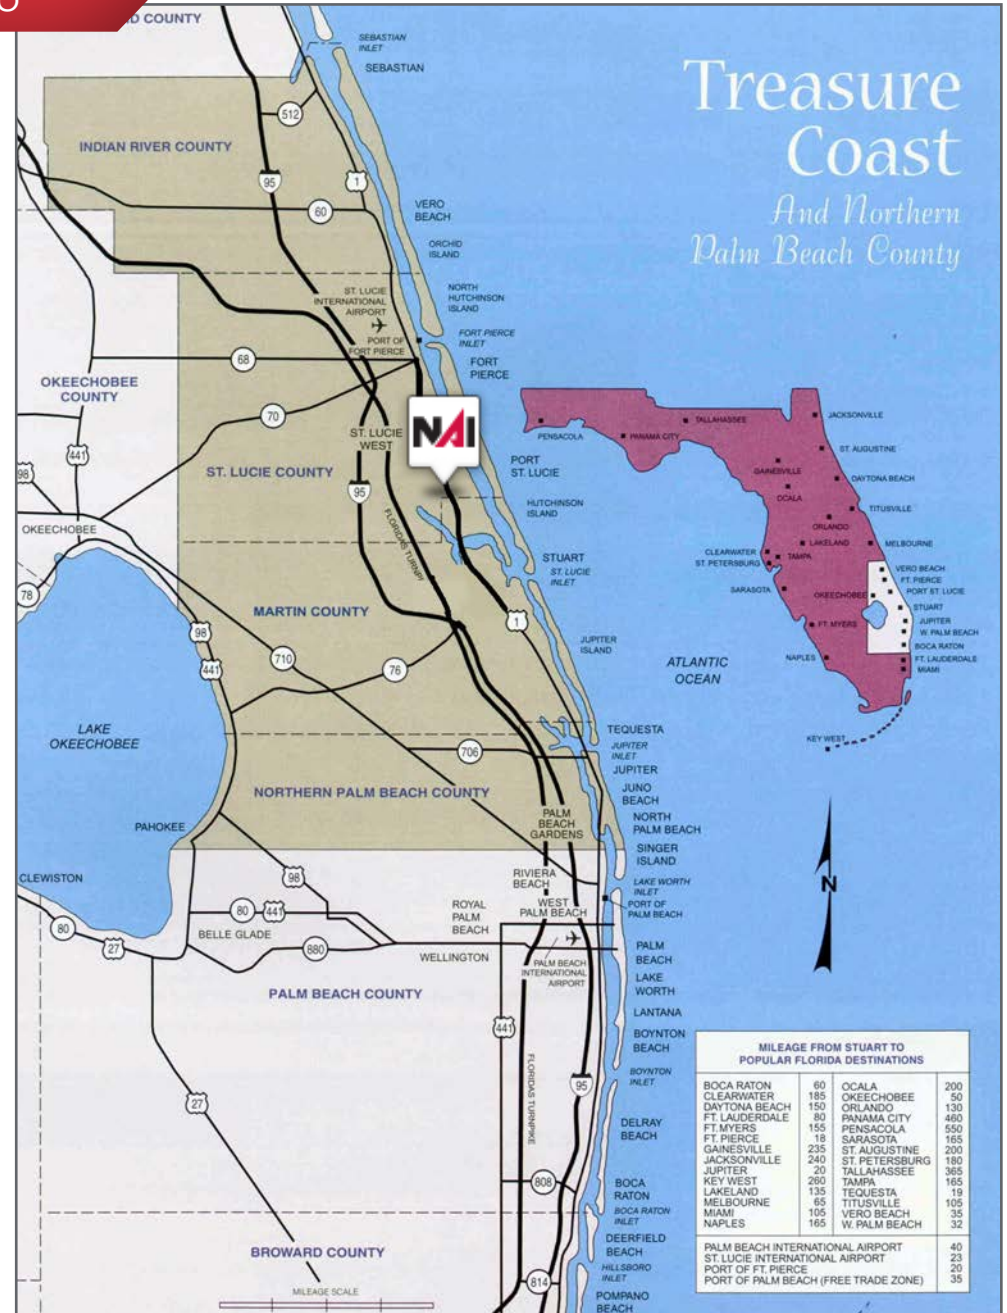 D COUNTY
SEBASTIAN
INLET
SEBASTIAN
Treasure
Coast
And Northern
Palm Beach County
512
INDIAN RIVER COUNTY
95
1
60
VERO
BEACH
ORCHID
ISLAND
ST. LUCIE
INTERNATIONAL
AIRPORT
NORTH
HUTCHINSON
ISLAND
PORT OF
FORT PIERCE
FORT PIERCE
INLET
68
FORT
PIERCE
OKEECHOBEE
COUNTY
70
NAI
ST. LUCIE
WEST
441
98
ST. LUCIE COUNTY
95
PORT
ST. LUCIE
HUTCHINSON
ISLAND
FLORIDAS TURNPI
OKEECHOBEE
STUART
ST. LUCIE
INLET
78
MARTIN COUNTY
98
441
710
76
1
JUPITER
ISLAND
PENSACOLA
PANAMA CITY
TALLAHASSEE
JACKSONVILLE
ST. AUGUSTINE
GAINESVILLE
DAYTONA BEACH
OCALA
TITUSVILLE
ORLANDO
LAKELAND
MELBOURNE
CLEARWATER
TAMPA
ST. PETERSBURG
VERO BEACH
FT. PIERCE
SARASOTA
OKEECHOBEE
PORT ST. LUCIE
STUART
FT. MYERS
JUPITER
W. PALM BEACH
BOCA RATON
NAPLES
FT. LAUDERDALE
MIAMI
KEY WEST
ATLANTIC
OCEAN
LAKE
OKEECHOBEE
TEQUESTA
706
JUPITER
INLET
JUPITER
NORTHERN PALM BEACH COUNTY
JUNO
BEACH
PALM
BEACH
GARDENS
NORTH
PALM BEACH
PAHOKEE
SINGER
ISLAND
CLEWISTON
98
RIVIERA
BEACH
LAKE WORTH
INLET
N
80
441
ROYAL
PALM
BEACH
WEST
PALM BEACH
PORT OF
PALM BEACH
80
27
BELLE GLADE
880
WELLINGTON
PALM BEACH
INTERNATIONAL
AIRPORT
PALM
BEACH
LAKE
WORTH
PALM BEACH COUNTY
LANTANA
441
BOYNTON
BEACH
BOYNTON
INLET
FLORIDAS TURNPIKE
95
27
DELRAY
BEACH
808
BOCA
RATON
BOCA RATON
INLET
DEERFIELD
BEACH
BROWARD COUNTY
HILLSBORO
INLET
814
MILEAGE SCALE
POMPANO
BEACH
MILEAGE FROM STUART TO
POPULAR FLORIDA DESTINATIONS
BOCA RATON 60 OCALA 200
CLEARWATER 185 OKEECHOBEE 50
DAYTONA BEACH 150 ORLANDO 130
FT. LAUDERDALE 80 PANAMA CITY 460
FT. MYERS 155 PENSACOLA 550
FT. PIERCE 18 SARASOTA 165
GAINESVILLE 235 ST. AUGUSTINE 200
JACKSONVILLE 240 ST. PETERSBURG 180
JUPITER 20 TALLAHASSEE 365
KEY WEST 260 TAMPA 165
LAKELAND 135 TEQUESTA 19
MELBOURNE 65 TITUSVILLE 105
MIAMI 105 VERO BEACH 35
NAPLES 165 W. PALM BEACH 32
PALM BEACH INTERNATIONAL AIRPORT 40
ST. LUCIE INTERNATIONAL AIRPORT 23
PORT OF FT. PIERCE 20
PORT OF PALM BEACH (FREE TRADE ZONE) 35